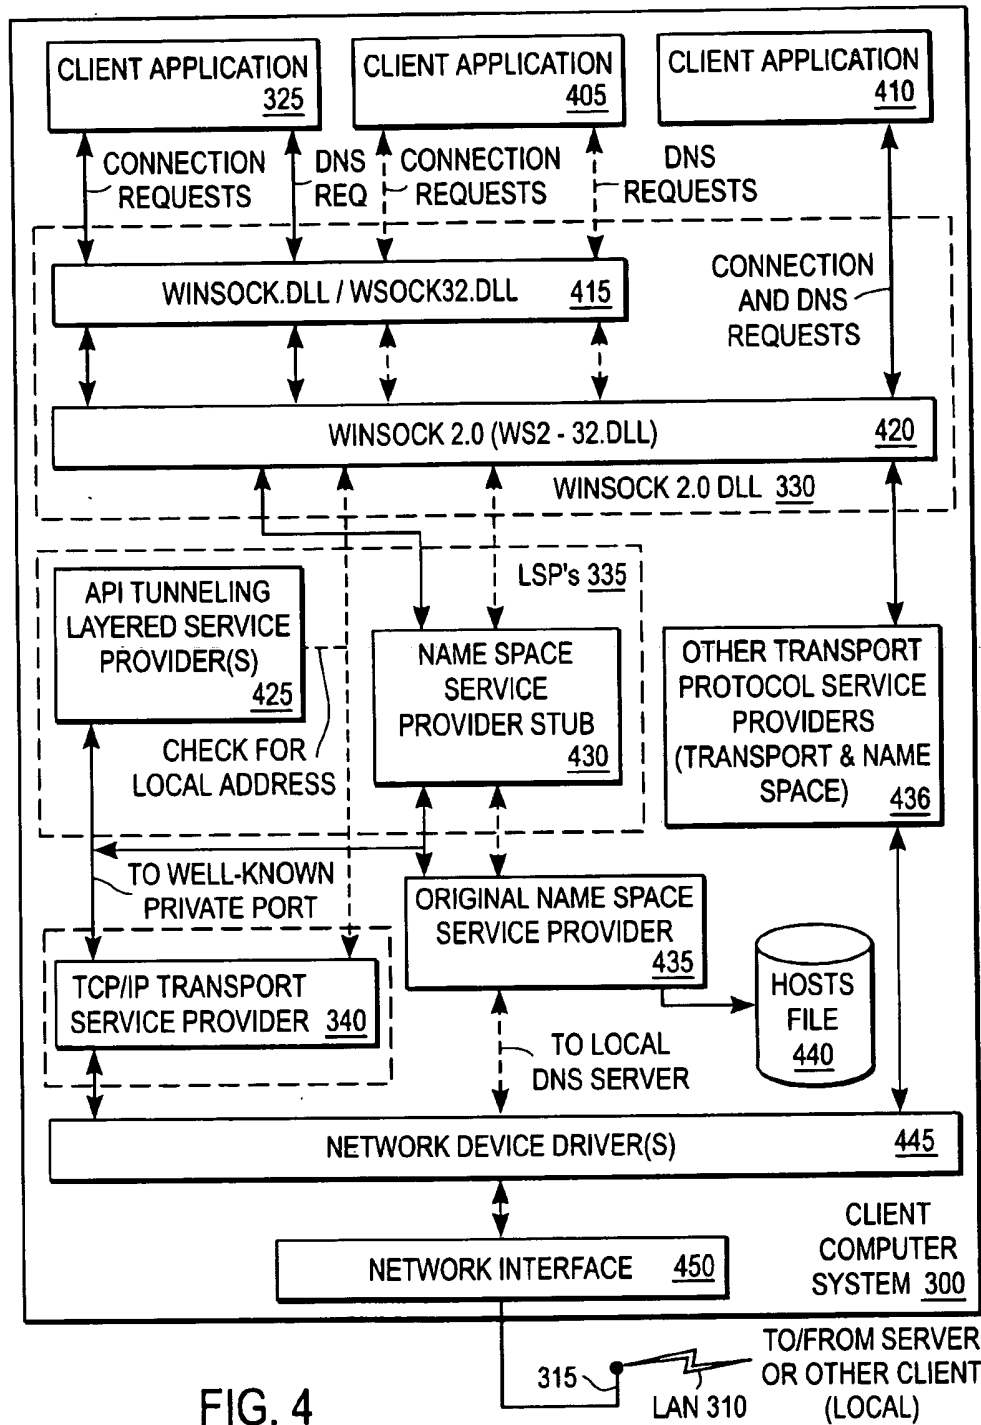 CLIENT APPLICATION
325
CLIENT APPLICATION
405
CLIENT APPLICATION
410
CONNECTION
REQUESTS
DNS
REQ
CONNECTION
REQUESTS
DNS
REQUESTS
WINSOCK.DLL / WSOCK32.DLL 415
CONNECTION
AND DNS
REQUESTS
WINSOCK 2.0 (WS2 - 32.DLL) 420
WINSOCK 2.0 DLL 330
LSP's 335
API TUNNELING
LAYERED SERVICE
PROVIDER(S)
425
CHECK FOR
LOCAL ADDRESS
NAME SPACE
SERVICE
PROVIDER STUB
430
OTHER TRANSPORT
PROTOCOL SERVICE
PROVIDERS
(TRANSPORT & NAME
SPACE) 436
TO WELL-KNOWN
PRIVATE PORT
ORIGINAL NAME SPACE
SERVICE PROVIDER
435
TCP/IP TRANSPORT
SERVICE PROVIDER 340
HOSTS
FILE
440
TO LOCAL
DNS SERVER
NETWORK DEVICE DRIVER(S) 445
CLIENT
COMPUTER
SYSTEM 300
NETWORK INTERFACE 450
315
LAN 310
TO/FROM SERVER
OR OTHER CLIENT
(LOCAL)
FIG. 4